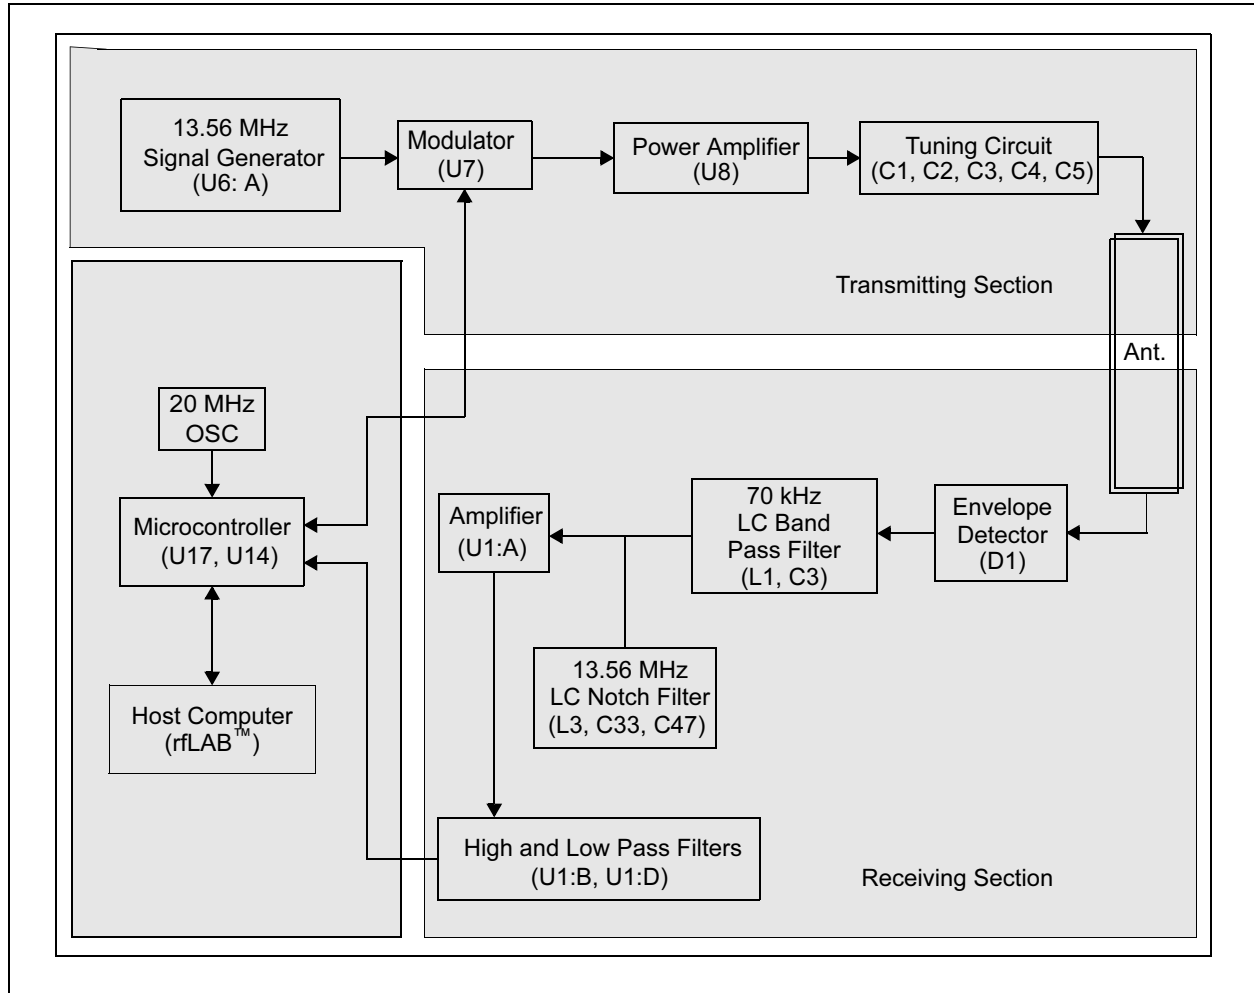 13.56 MHz
Signal Generator
(U6: A)
Modulator
(U7)
Power Amplifier
(U8)
Tuning Circuit
(C1, C2, C3, C4, C5)
Transmitting Section
Ant.
20 MHz
OSC
Microcontroller
(U17, U14)
Host Computer
(rfLAB™)
Amplifier
(U1:A)
70 kHz
LC Band
Pass Filter
(L1, C3)
Envelope
Detector
(D1)
13.56 MHz
LC Notch Filter
(L3, C33, C47)
High and Low Pass Filters
(U1:B, U1:D)
Receiving Section